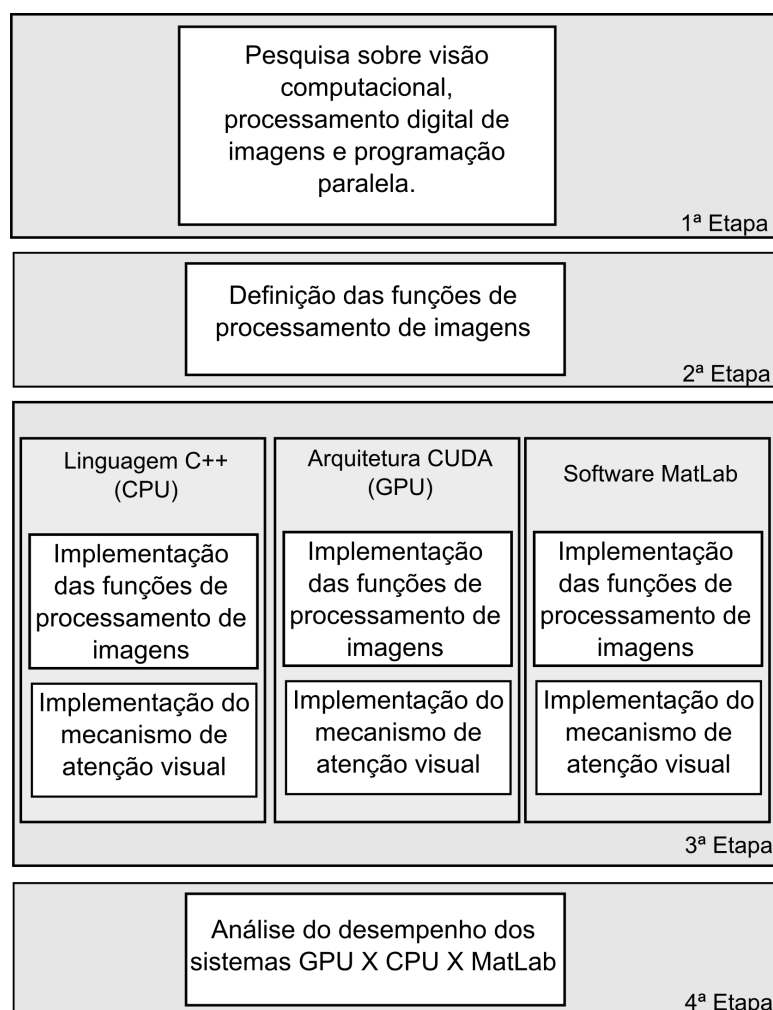 Pesquisa sobre visão
computacional,
processamento digital de
imagens e programação
paralela.
1ª Etapa
Definição das funções de
processamento de imagens
2ª Etapa
Linguagem C++
(CPU)
Implementação
das funções de
processamento de
imagens
Implementação do
mecanismo de
atenção visual
Arquitetura CUDA
(GPU)
Implementação
das funções de
processamento de
imagens
Implementação do
mecanismo de
atenção visual
Software MatLab
Implementação
das funções de
processamento de
imagens
Implementação do
mecanismo de
atenção visual
3ª Etapa
Análise do desempenho dos
sistemas GPU X CPU X MatLab
4ª Etapa